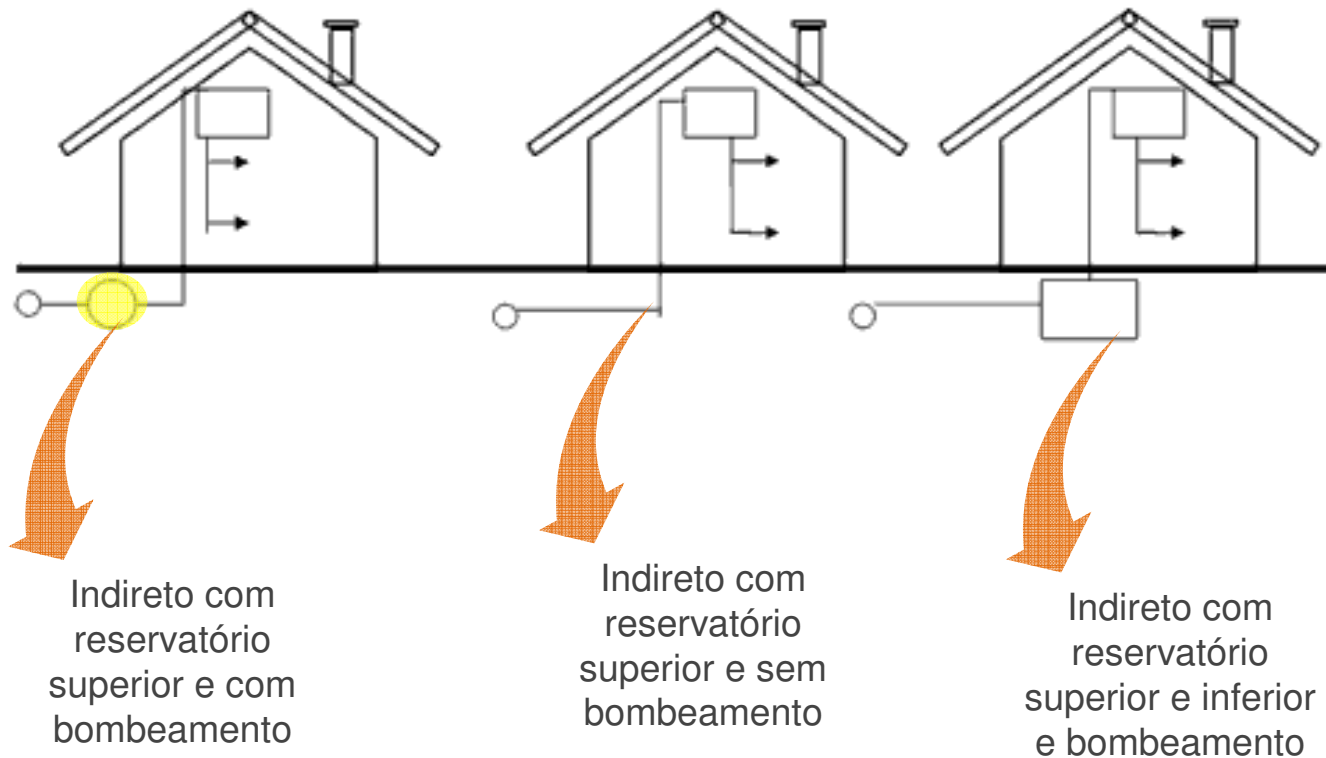 Indireto com
reservatório
superior e com
bombeamento
Indireto com
reservatório
superior e sem
bombeamento
Indireto com
reservatório
superior e inferior
e bombeamento